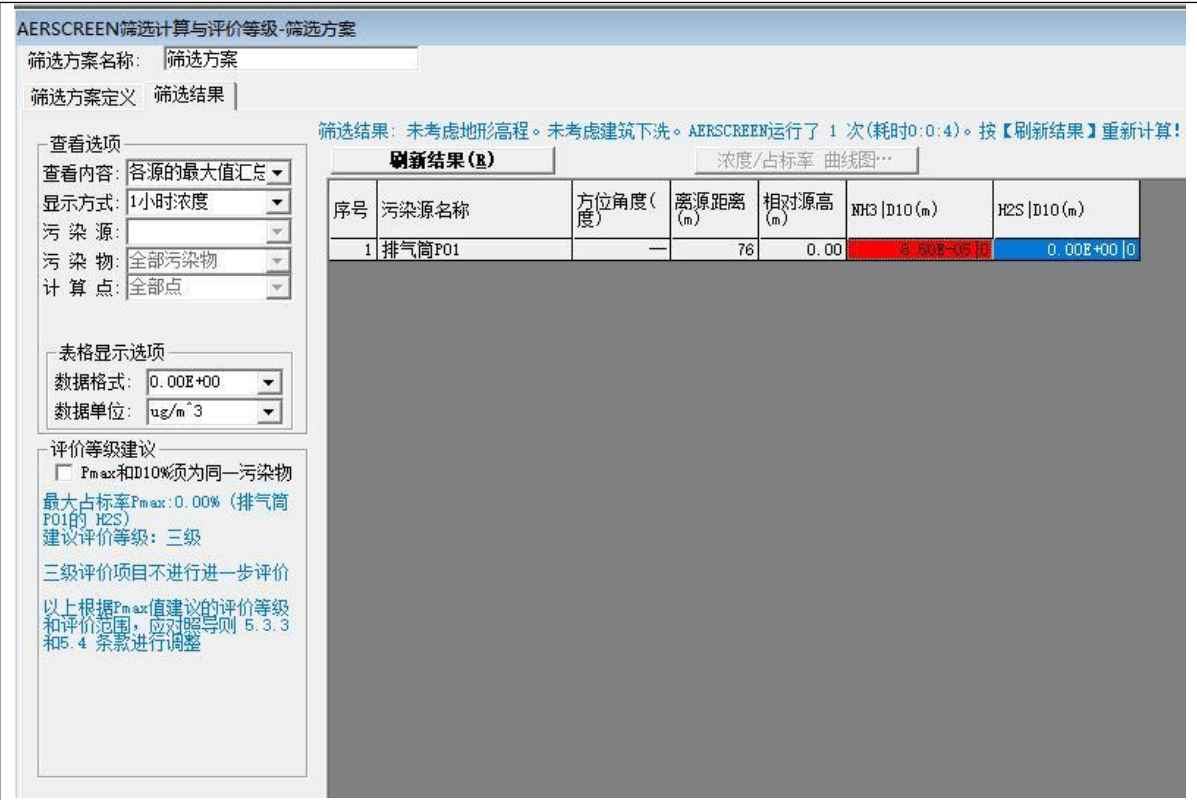 AERSCREEN筛选计算与评价等级-筛选方案
筛选方案名称: 筛选方案
筛选方案定义 筛选结果
筛选结果: 未考虑地形高程。未考虑建筑下洗。AERSCREEN运行了 1 次(耗时0:0:4)。按【刷新结果】重新计算!
查看选项
查看内容: 各源的最大值汇总
显示方式: 1小时浓度
污 染 源:
污 染 物: 全部污染物
计 算 点: 全部点
刷新结果(R)
浓度/占标率 曲线图…
序号 污染源名称 方位角度(度) 离源距离(m) 相对源高(m) NH3|D10(m) H2S|D10(m)
1 排气筒P01 — 76 0.00 8.50E-05|0 0.00E+00|0
表格显示选项
数据格式: 0.00E+00
数据单位: ug/m^3
评价等级建议
Pmax和D10%须为同一污染物
最大占标率Pmax:0.00% (排气筒
P01的 H2S)
建议评价等级: 三级
三级评价项目不进行进一步评价
以上根据Pmax值建议的评价等级
和评价范围,应对照导则 5.3.3
和5.4 条款进行调整